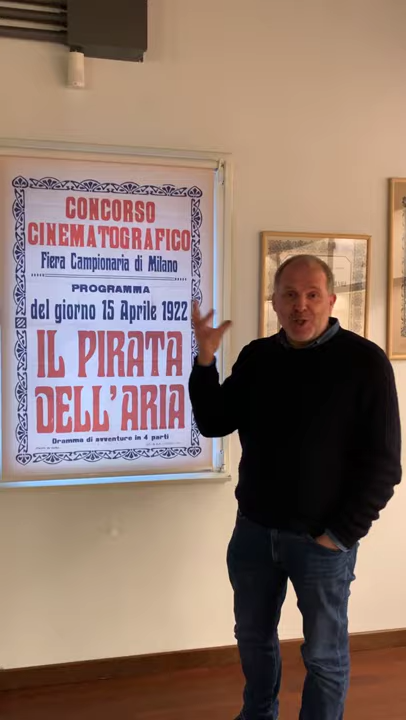 CONCORSO
CINEMATOGRAFICO
Fiera Campionaria di Milano
PROGRAMMA
del giorno 15 Aprile 1922
IL PIRATA
DELL'ARIA
Dramma di avventure in 4 parti